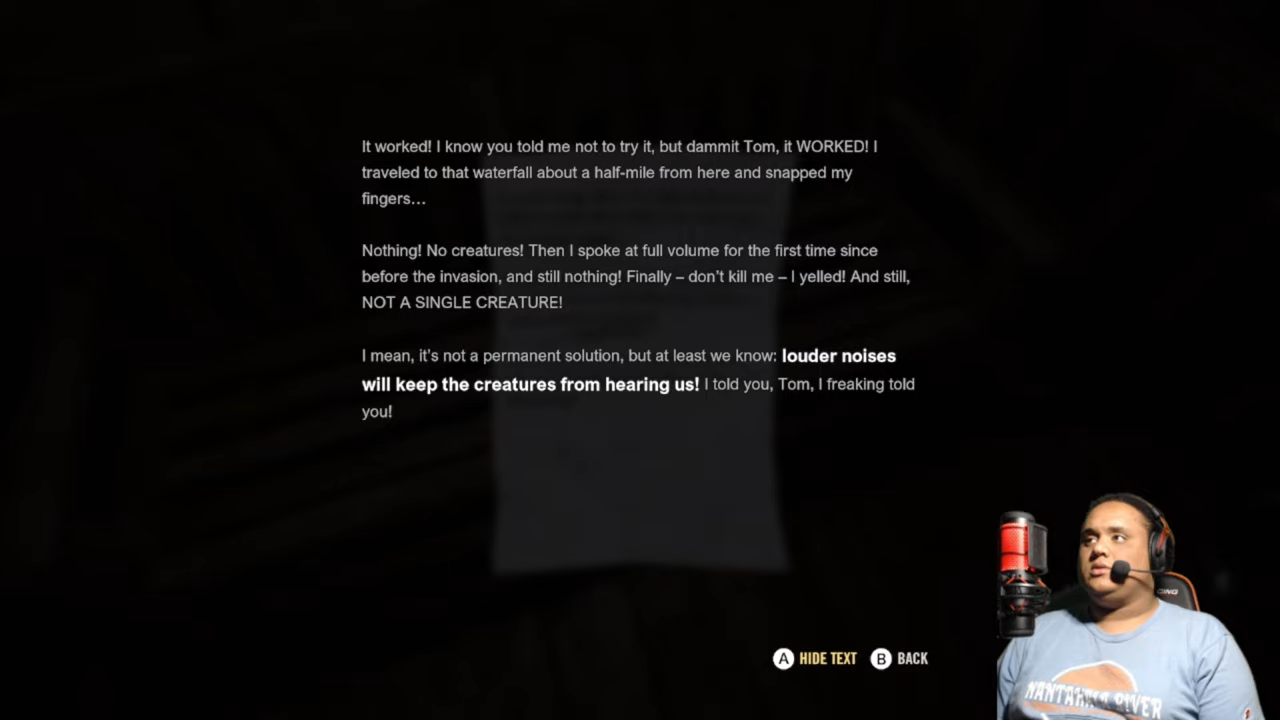 It worked! I know you told me not to try it, but dammit Tom, it WORKED! I
traveled to that waterfall about a half-mile from here and snapped my
fingers…
Nothing! No creatures! Then I spoke at full volume for the first time since
before the invasion, and still nothing! Finally – don't kill me – I yelled! And still,
NOT A SINGLE CREATURE!
I mean, it's not a permanent solution, but at least we know: louder noises
will keep the creatures from hearing us! I told you, Tom, I freaking told
you!
A HIDE TEXT B BACK
NANTAHALA RIVER